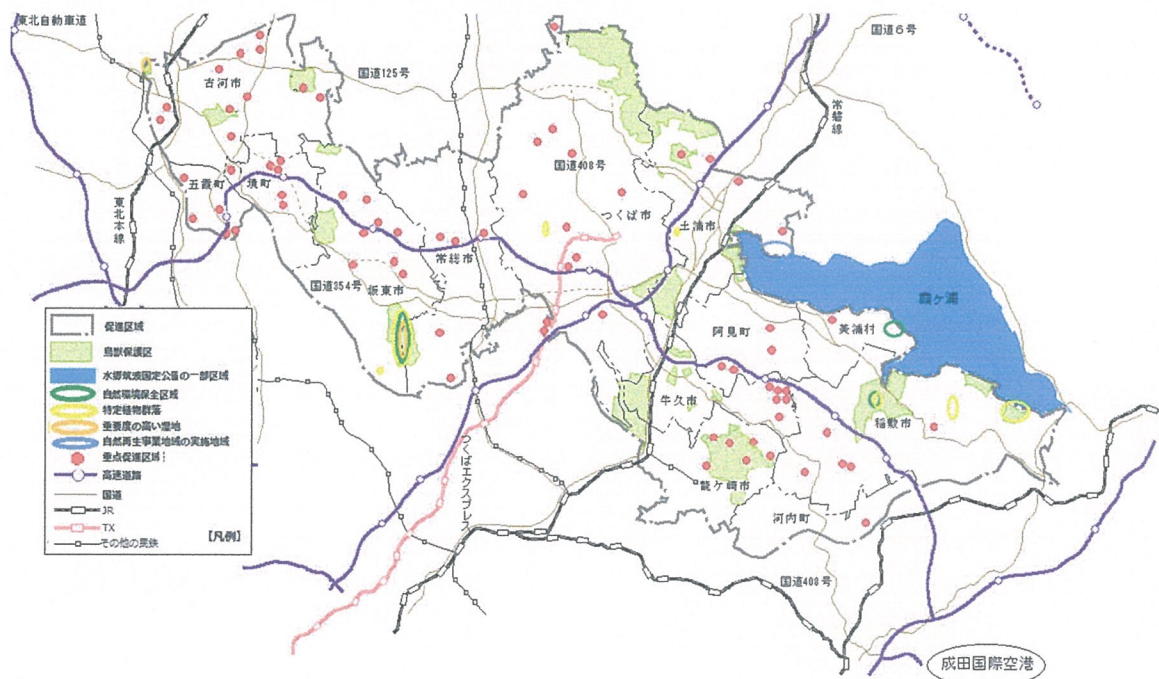 東北自動車道
国道6号
古河市
国道125号
常磐線
国道408号
五霞町
境町
東北本線
つくば市
土浦市
常総市
国道354号
坂東市
霞ヶ浦
阿見町
美浦村
牛久市
稲敷市
つくばエクスプレス
龍ケ崎市
河内町
国道408号
成田国際空港
促進区域
鳥獣保護区
水郷筑波国定公園の一部区域
自然環境保全区域
特定植物群落
重要度の高い湿地
自然再生事業地域の実施地域
重点促進区域
高速道路
国道
JR
TX
その他の民鉄
【凡例】